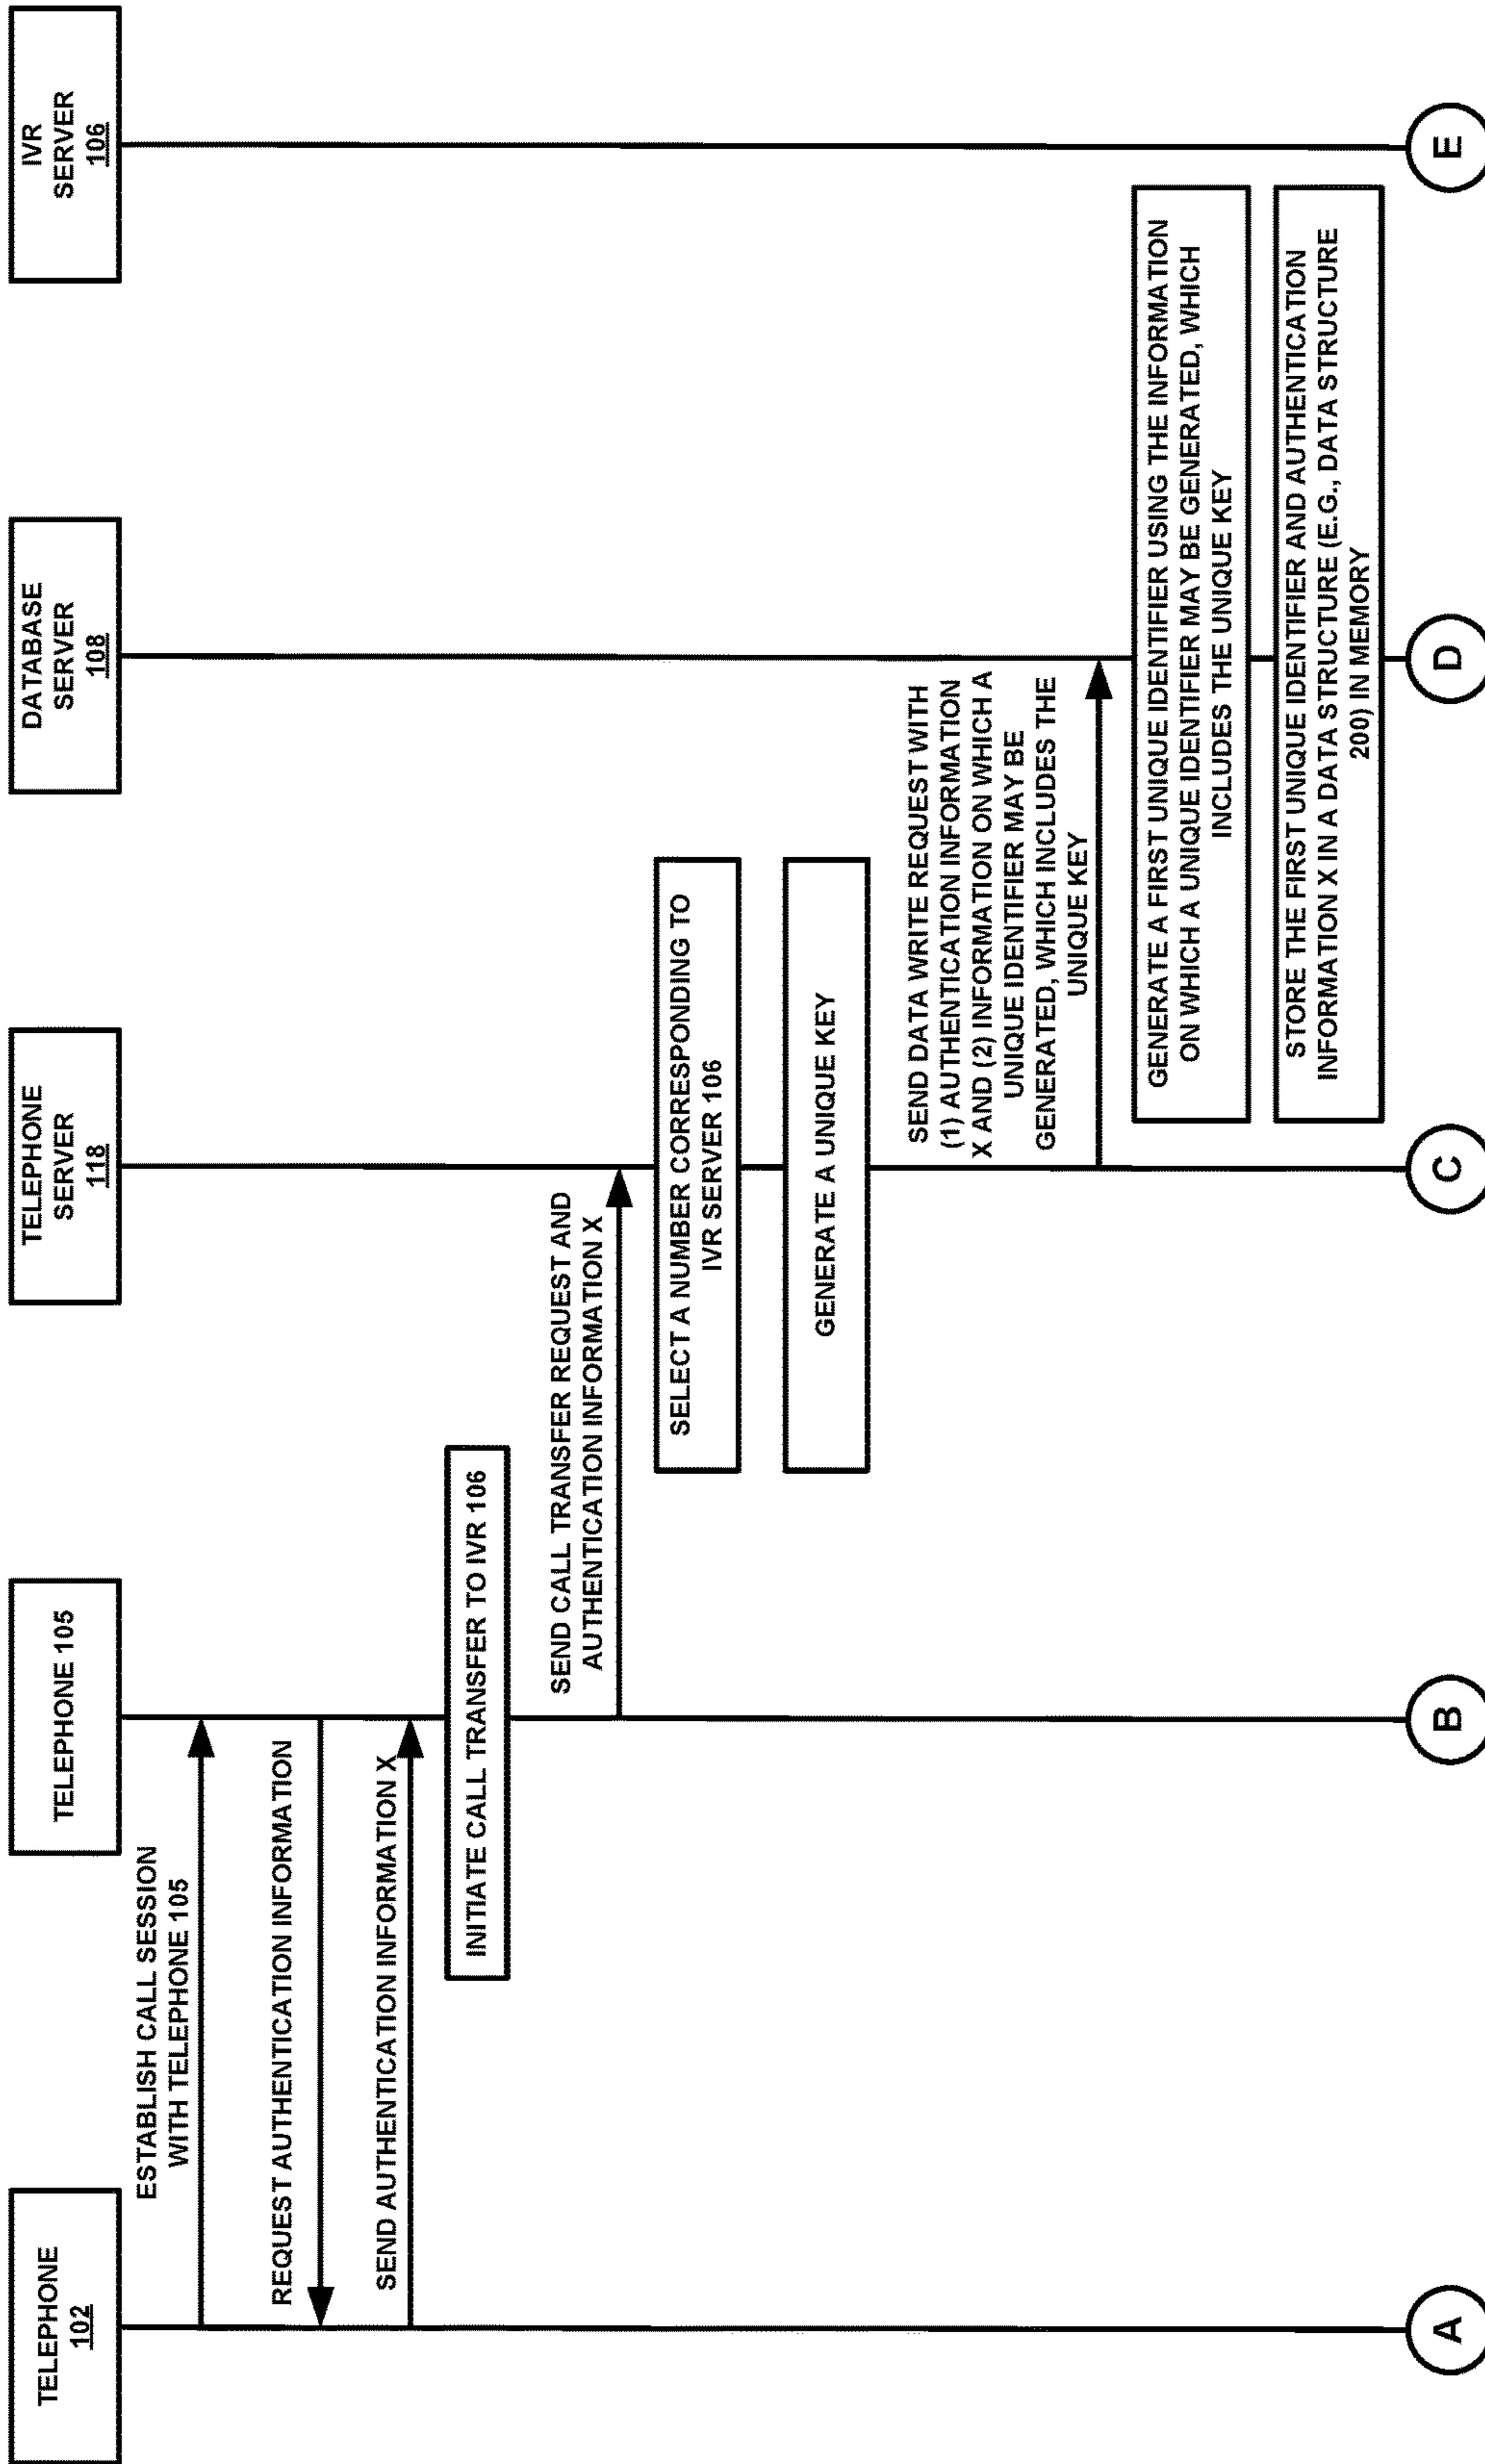 TELEPHONE
102
TELEPHONE 105
TELEPHONE
SERVER
118
DATABASE
SERVER
108
IVR
SERVER
106
ESTABLISH CALL SESSION
WITH TELEPHONE 105
REQUEST AUTHENTICATION INFORMATION
SEND AUTHENTICATION INFORMATION X
INITIATE CALL TRANSFER TO IVR 106
SEND CALL TRANSFER REQUEST AND
AUTHENTICATION INFORMATION X
SELECT A NUMBER CORRESPONDING TO
IVR SERVER 106
GENERATE A UNIQUE KEY
SEND DATA WRITE REQUEST WITH
(1) AUTHENTICATION INFORMATION
X AND (2) INFORMATION ON WHICH A
UNIQUE IDENTIFIER MAY BE
GENERATED, WHICH INCLUDES THE
UNIQUE KEY
GENERATE A FIRST UNIQUE IDENTIFIER USING THE INFORMATION
ON WHICH A UNIQUE IDENTIFIER MAY BE GENERATED, WHICH
INCLUDES THE UNIQUE KEY
STORE THE FIRST UNIQUE IDENTIFIER AND AUTHENTICATION
INFORMATION X IN A DATA STRUCTURE (E.G., DATA STRUCTURE
200) IN MEMORY
A
B
C
D
E